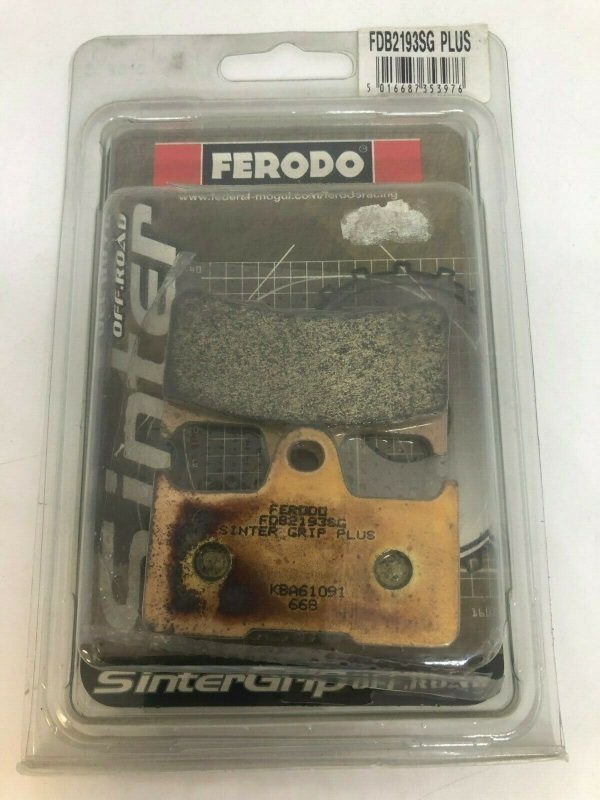 FDB2193SG PLUS
5 016687 353976
FERODO®
www.federal-mogul.com/ferodoracing
OFF.ROAD
Sinter
FERODO
FDB2193SG
SINTER GRIP PLUS
KBA61091
668
SinterGrip OFF.ROAD